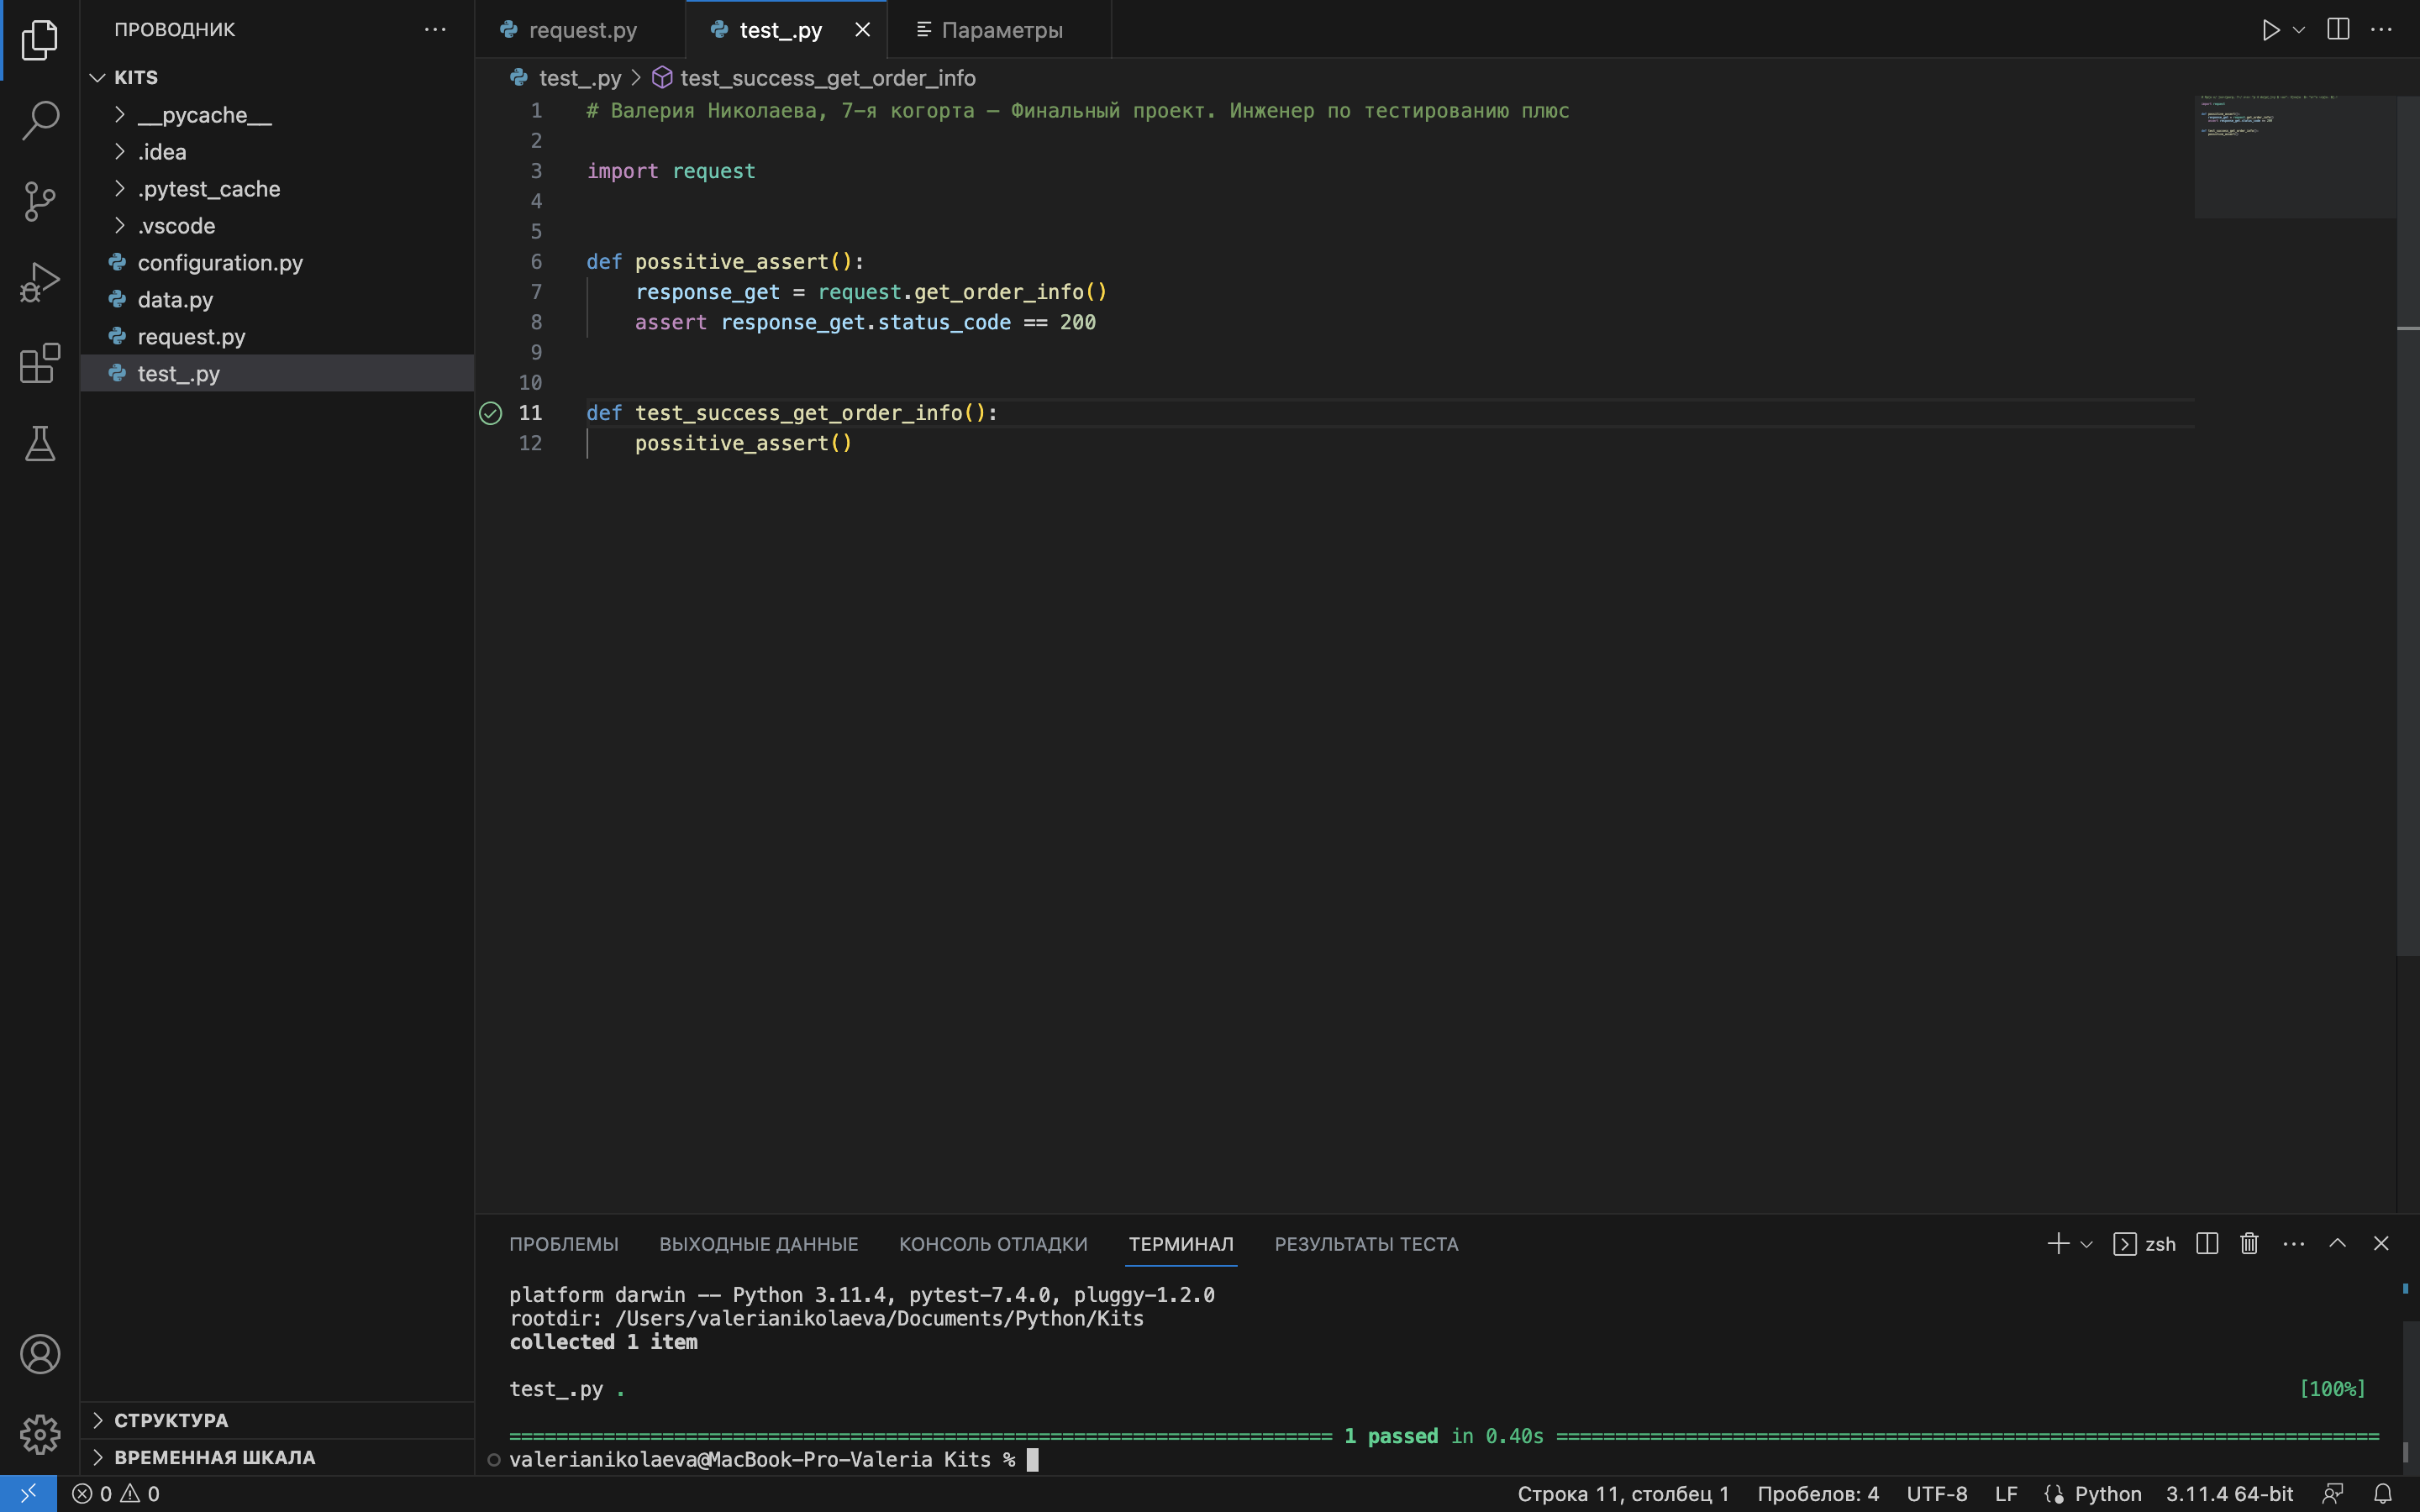 ПРОВОДНИК
KITS
__pycache__
.idea
.pytest_cache
.vscode
configuration.py
data.py
request.py
test_.py
СТРУКТУРА
ВРЕМЕННАЯ ШКАЛА
request.py
test_.py
Параметры
test_.py > test_success_get_order_info
1 # Валерия Николаева, 7-я когорта — Финальный проект. Инженер по тестированию плюс
2
3 import request
4
5
6 def possitive_assert():
7 response_get = request.get_order_info()
8 assert response_get.status_code == 200
9
10
11 def test_success_get_order_info():
12 possitive_assert()
ПРОБЛЕМЫ ВЫХОДНЫЕ ДАННЫЕ КОНСОЛЬ ОТЛАДКИ ТЕРМИНАЛ РЕЗУЛЬТАТЫ ТЕСТА
zsh
platform darwin -- Python 3.11.4, pytest-7.4.0, pluggy-1.2.0
rootdir: /Users/valerianikolaeva/Documents/Python/Kits
collected 1 item
test_.py . [100%]
1 passed in 0.40s
valerianikolaeva@MacBook-Pro-Valeria Kits %
0 0
Строка 11, столбец 1 Пробелов: 4 UTF-8 LF Python 3.11.4 64-bit